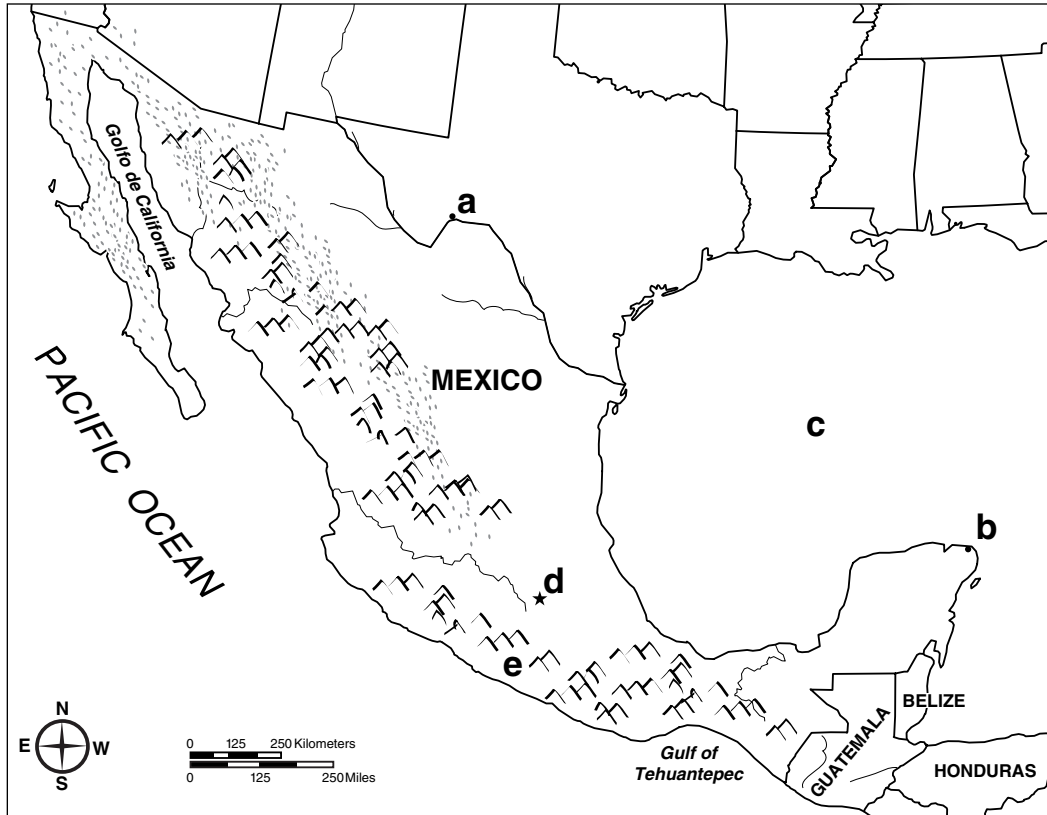 Golfo de California
a
MEXICO
c
PACIFIC OCEAN
b
d
e
BELIZE
GUATEMALA
HONDURAS
Gulf of
Tehuantepec
N
E W
S
0 125 250 Kilometers
0 125 250 Miles